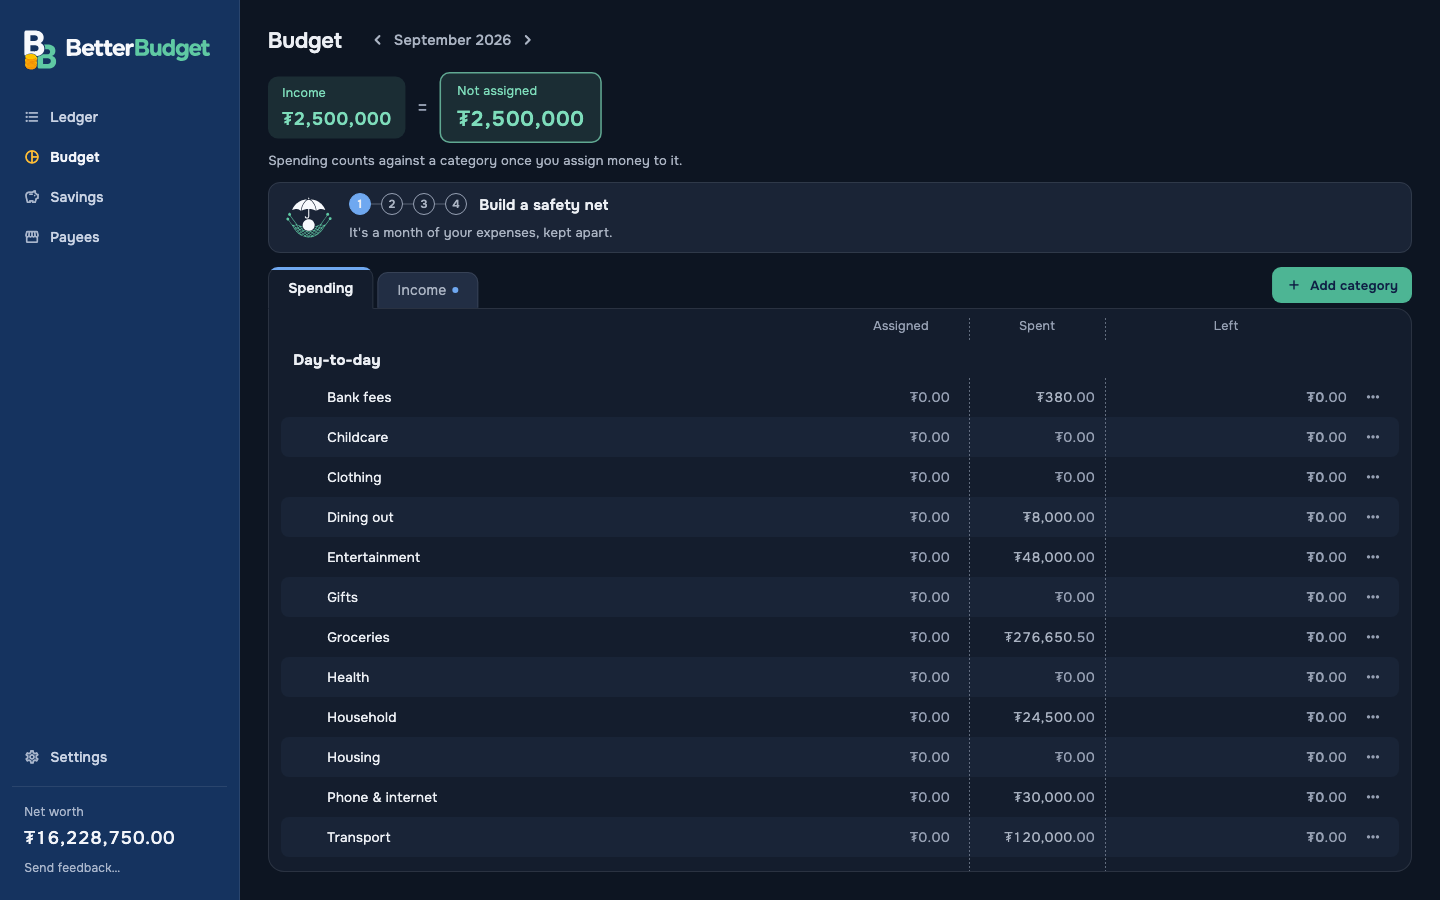 BetterBudget
Ledger
Budget
Savings
Payees
Settings
Net worth
₮16,228,750.00
Send feedback...
Budget
September 2026
Income
₮2,500,000
=
Not assigned
₮2,500,000
Spending counts against a category once you assign money to it.
1 2 3 4 Build a safety net
It's a month of your expenses, kept apart.
Spending
Income
+ Add category
Assigned Spent Left
Day-to-day
Bank fees ₮0.00 ₮380.00 ₮0.00
Childcare ₮0.00 ₮0.00 ₮0.00
Clothing ₮0.00 ₮0.00 ₮0.00
Dining out ₮0.00 ₮8,000.00 ₮0.00
Entertainment ₮0.00 ₮48,000.00 ₮0.00
Gifts ₮0.00 ₮0.00 ₮0.00
Groceries ₮0.00 ₮276,650.50 ₮0.00
Health ₮0.00 ₮0.00 ₮0.00
Household ₮0.00 ₮24,500.00 ₮0.00
Housing ₮0.00 ₮0.00 ₮0.00
Phone & internet ₮0.00 ₮30,000.00 ₮0.00
Transport ₮0.00 ₮120,000.00 ₮0.00